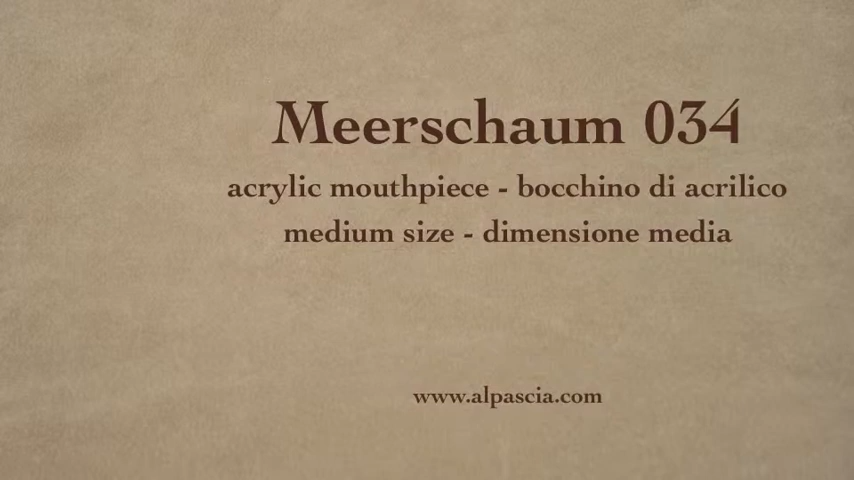 Meerschaum 034
acrylic mouthpiece - bocchino di acrilico
medium size - dimensione media
www.alpascia.com